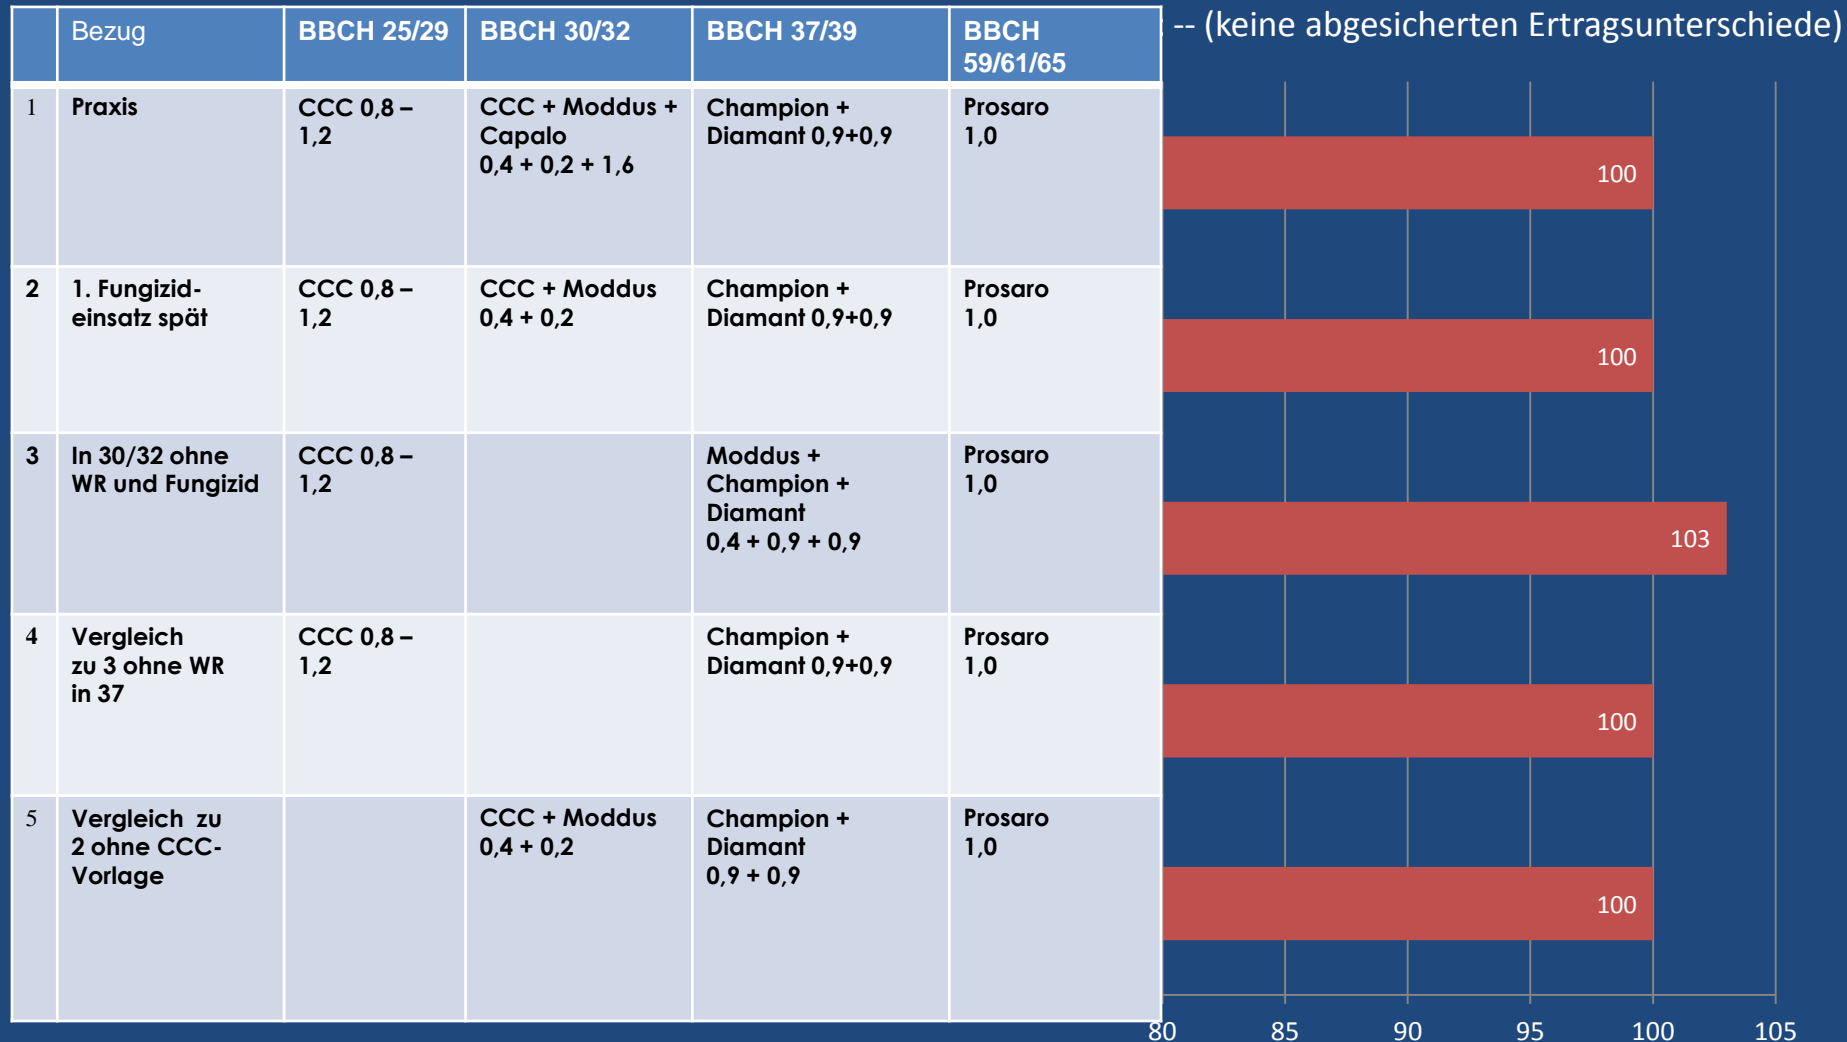 Bezug
BBCH 25/29
BBCH 30/32
BBCH 37/39
BBCH
59/61/65
: -- (keine abgesicherten Ertragsunterschiede)
1
Praxis
CCC 0,8 –
1,2
CCC + Moddus +
Capalo
0,4 + 0,2 + 1,6
Champion +
Diamant 0,9+0,9
Prosaro
1,0
100
2
1. Fungizid-
einsatz spät
CCC 0,8 –
1,2
CCC + Moddus
0,4 + 0,2
Champion +
Diamant 0,9+0,9
Prosaro
1,0
100
3
In 30/32 ohne
WR und Fungizid
CCC 0,8 –
1,2
Moddus +
Champion +
Diamant
0,4 + 0,9 + 0,9
Prosaro
1,0
103
4
Vergleich
zu 3 ohne WR
in 37
CCC 0,8 –
1,2
Champion +
Diamant 0,9+0,9
Prosaro
1,0
100
5
Vergleich zu
2 ohne CCC-
Vorlage
CCC + Moddus
0,4 + 0,2
Champion +
Diamant
0,9 + 0,9
Prosaro
1,0
100
80 85 90 95 100 105